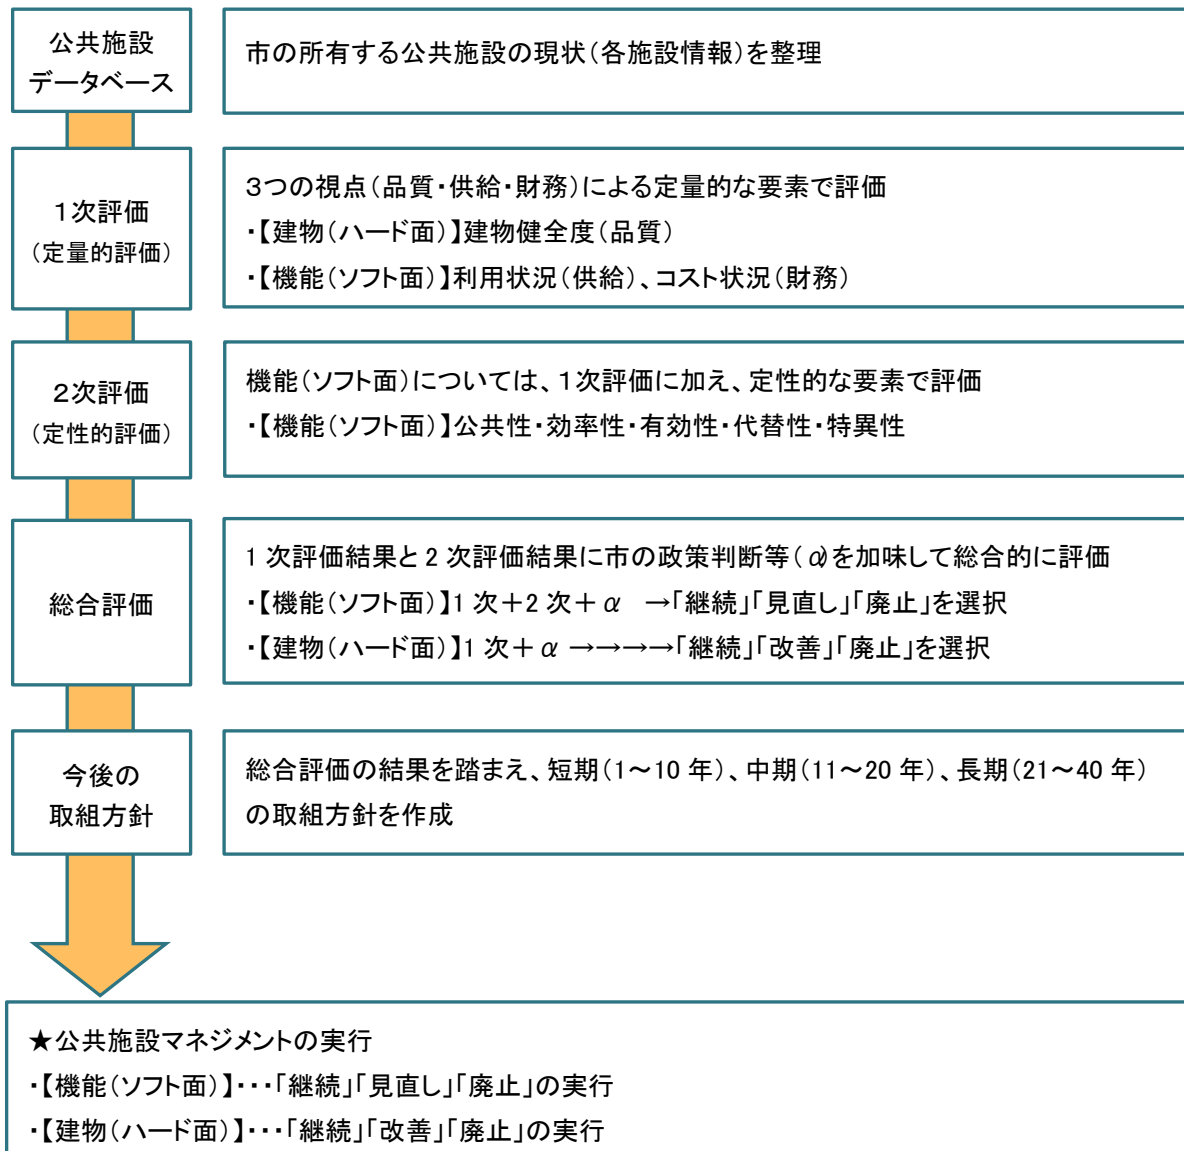 公共施設
データベース
市の所有する公共施設の現状(各施設情報)を整理
1次評価
(定量的評価)
3つの視点(品質・供給・財務)による定量的な要素で評価
・【建物(ハード面)】建物健全度(品質)
・【機能(ソフト面)】利用状況(供給)、コスト状況(財務)
2次評価
(定性的評価)
機能(ソフト面)については、1次評価に加え、定性的な要素で評価
・【機能(ソフト面)】公共性・効率性・有効性・代替性・特異性
総合評価
1 次評価結果と 2 次評価結果に市の政策判断等(α)を加味して総合的に評価
・【機能(ソフト面)】1 次+2 次+α →「継続」「見直し」「廃止」を選択
・【建物(ハード面)】1 次+α →→→→「継続」「改善」「廃止」を選択
今後の
取組方針
総合評価の結果を踏まえ、短期(1~10 年)、中期(11~20 年)、長期(21~40 年)
の取組方針を作成
★公共施設マネジメントの実行
・【機能(ソフト面)】・・・「継続」「見直し」「廃止」の実行
・【建物(ハード面)】・・・「継続」「改善」「廃止」の実行